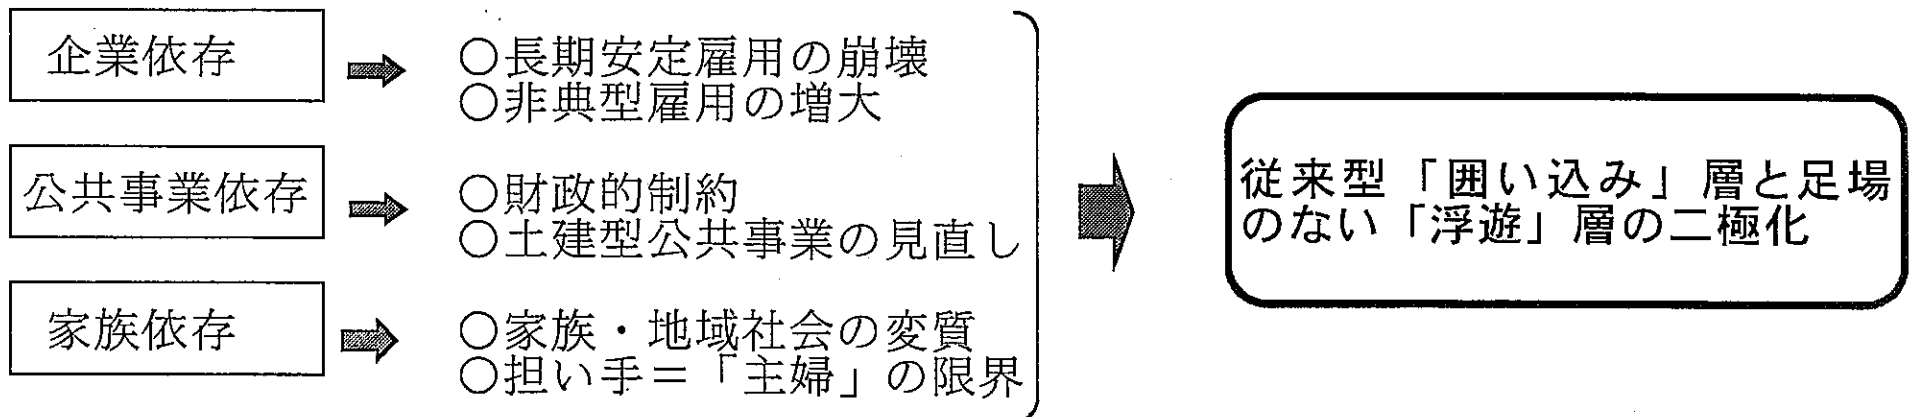 企業依存
○長期安定雇用の崩壊
○非典型雇用の増大
公共事業依存
○財政的制約
○土建型公共事業の見直し
家族依存
○家族・地域社会の変質
○担い手＝「主婦」の限界
従来型「囲い込み」層と足場
のない「浮遊」層の二極化